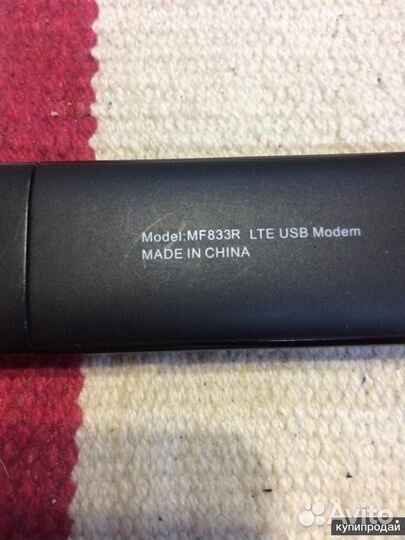 Model:MF833R LTE USB Modem
MADE IN CHINA
Avito
купипродай